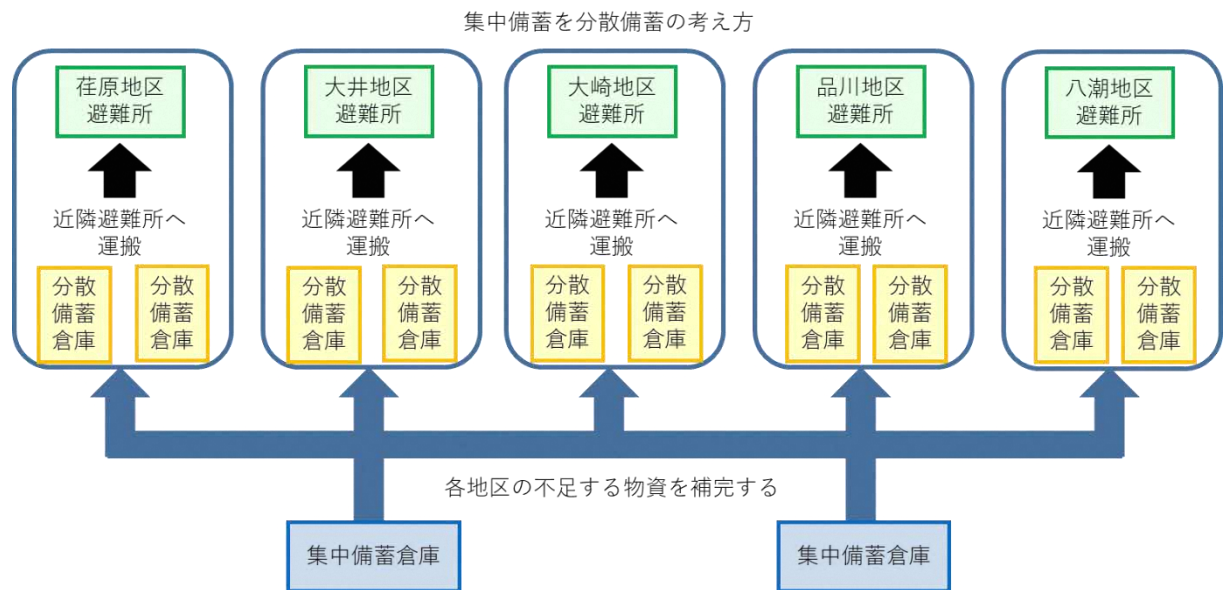 集中備蓄を分散備蓄の考え方
荏原地区
避難所
近隣避難所へ
運搬
分散
備蓄
倉庫
分散
備蓄
倉庫
大井地区
避難所
近隣避難所へ
運搬
分散
備蓄
倉庫
分散
備蓄
倉庫
大崎地区
避難所
近隣避難所へ
運搬
分散
備蓄
倉庫
分散
備蓄
倉庫
品川地区
避難所
近隣避難所へ
運搬
分散
備蓄
倉庫
分散
備蓄
倉庫
八潮地区
避難所
近隣避難所へ
運搬
分散
備蓄
倉庫
分散
備蓄
倉庫
各地区の不足する物資を補完する
集中備蓄倉庫
集中備蓄倉庫